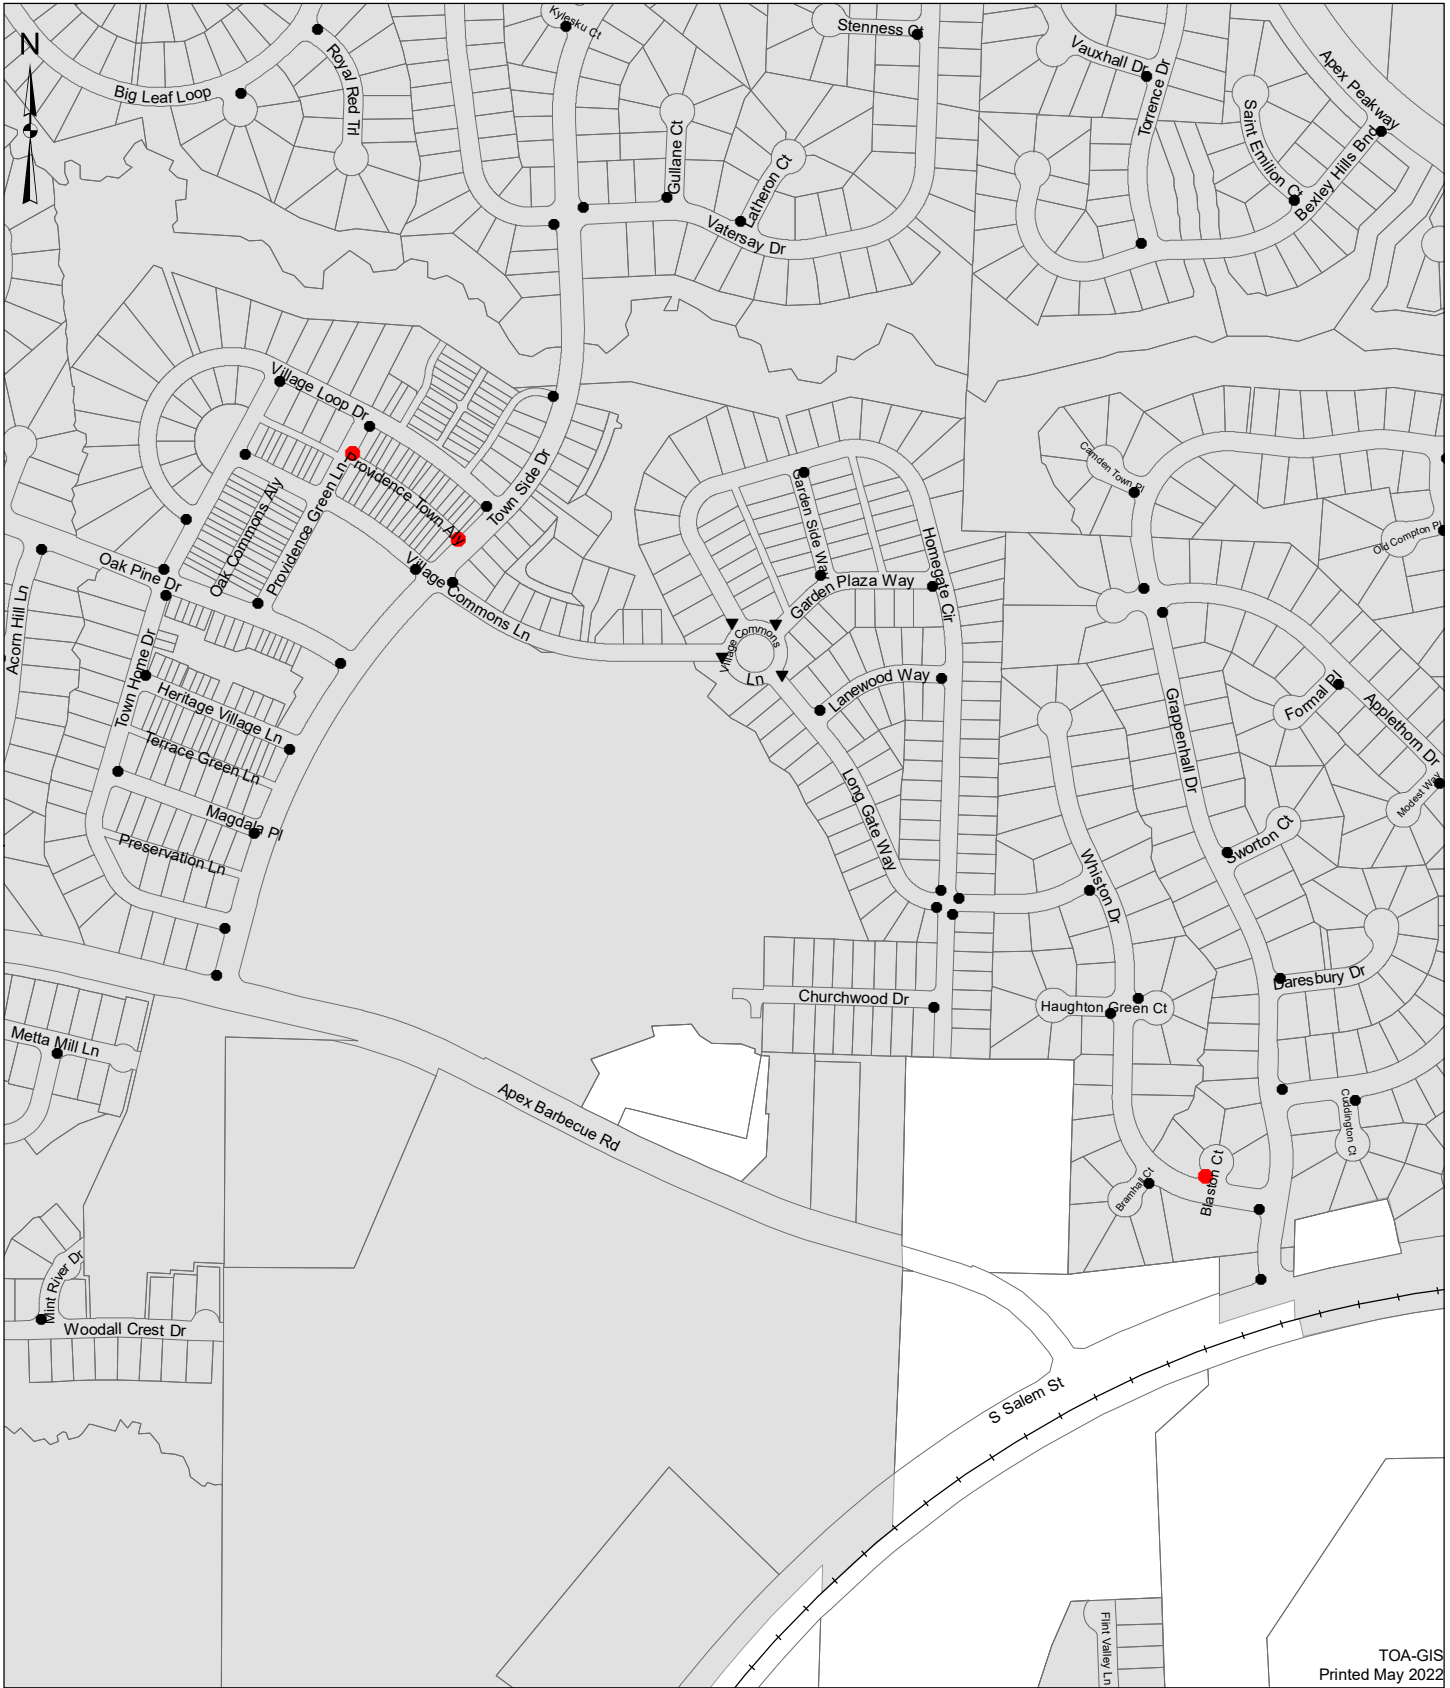 Kylesku Ct
Stenness Ct
N
Royal Red Trl
Vauxhall Dr
Torrence Dr
Apex Peakway
Big Leaf Loop
Gullane Ct
Latheron Ct
Saint Emilion Ct
Bexley Hills Bnd
Vatersay Dr
Village Loop Dr
Providence Town Aly
Town Side Dr
Camden Town Pl
Old Compton Pl
Garden Side Way
Homegate Cir
Oak Commons Aly
Providence Green Ln
Oak Pine Dr
Village Commons Ln
Garden Plaza Way
Acorn Hill Ln
Town Home Dr
Village Commons
Ln
Lanewood Way
Heritage Village Ln
Terrace Green Ln
Formal Pl
Applethorn Dr
Grappenhall Dr
Modest Way
Long Gate Way
Magdala Pl
Preservation Ln
Sworton Ct
Whiston Dr
Daresbury Dr
Churchwood Dr
Haughton Green Ct
Metta Mill Ln
Apex Barbecue Rd
Cuddington Ct
Bramhall Ct
Blaston Ct
Mint River Dr
Woodall Crest Dr
S Salem St
Flint Valley Ln
TOA-GIS
Printed May 2022